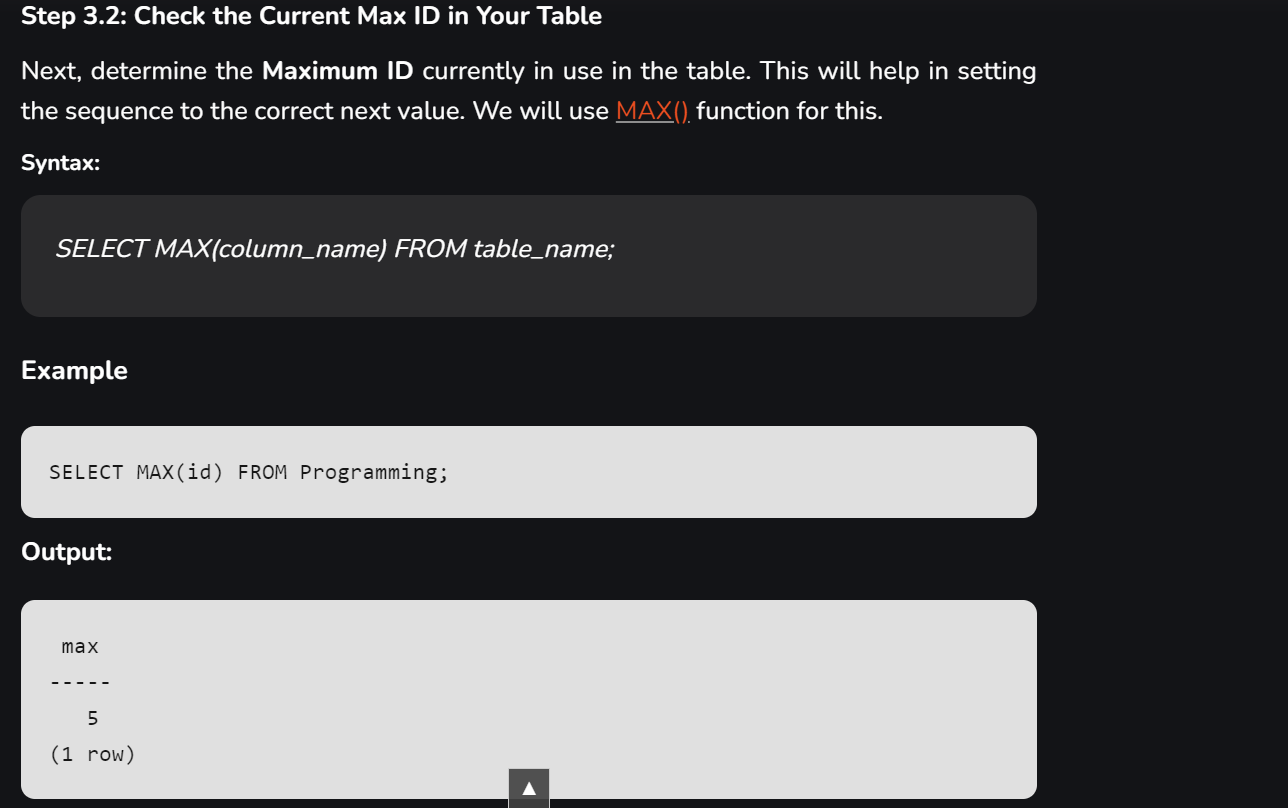 Step 3.2: Check the Current Max ID in Your Table
Next, determine the Maximum ID currently in use in the table. This will help in setting
the sequence to the correct next value. We will use MAX() function for this.
Syntax:
SELECT MAX(column_name) FROM table_name;
Example
SELECT MAX(id) FROM Programming;
Output:
max
-----
5
(1 row)